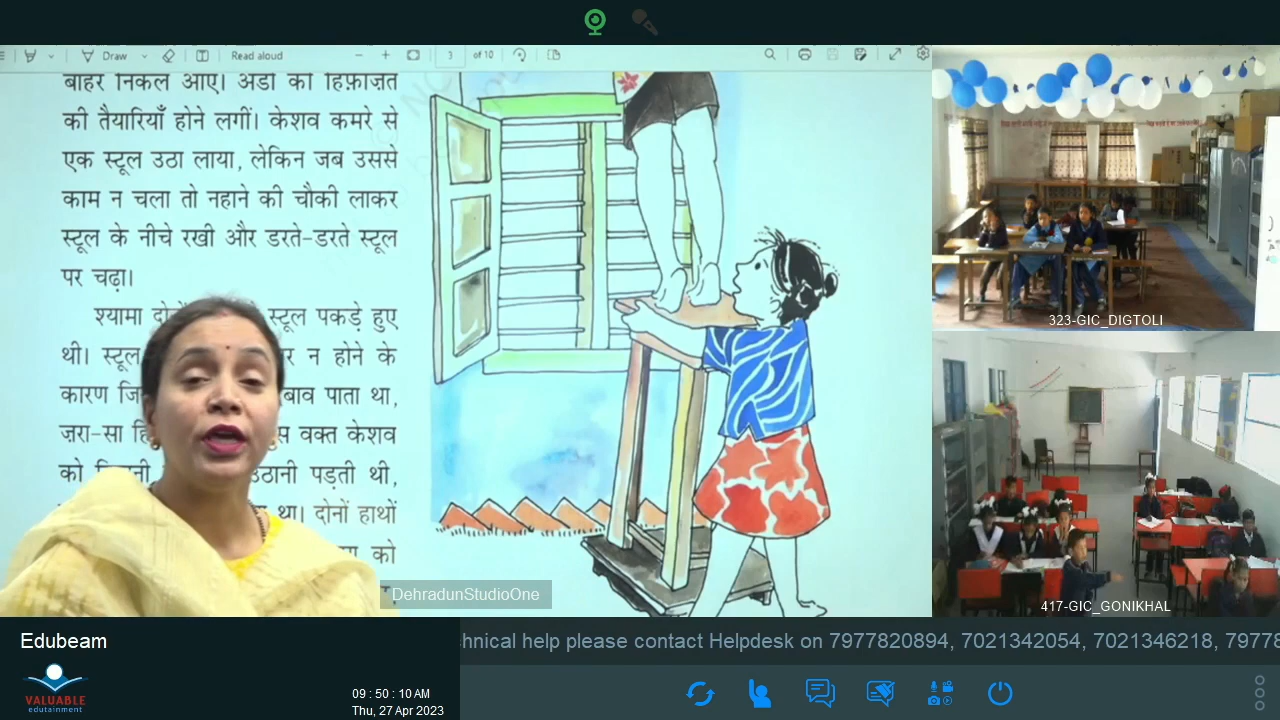 Draw
Read aloud
3
of 10
बाहर निकल आए। अंडों की हिफ़ाज़त
की तैयारियाँ होने लगीं। केशव कमरे से
एक स्टूल उठा लाया, लेकिन जब उससे
काम न चला तो नहाने की चौकी लाकर
स्टूल के नीचे रखी और डरते-डरते स्टूल
पर चढ़ा।
श्यामा स्टूल पकड़े हुए
थी। स्टूल न होने के
कारण पाता था,
ज़रा-सा वक्त केशव
को उठानी पड़ती थी,
था। दोनों हाथों
को
DehradunStudioOne
323-GIC_DIGTOLI
417-GIC_GONIKHAL
Edubeam
VALUABLE
edutainment
09 : 50 : 10 AM
Thu, 27 Apr 2023
chnical help please contact Helpdesk on 7977820894, 7021342054, 7021346218, 7977